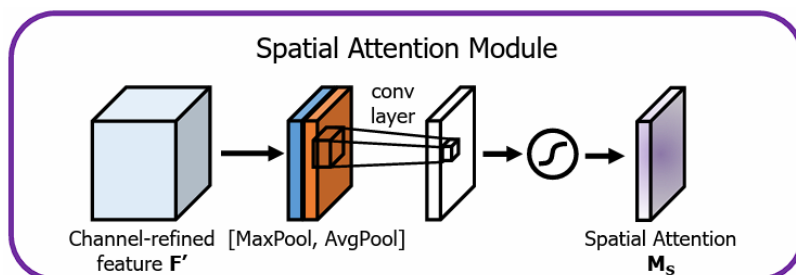 Spatial Attention Module
conv
layer
Channel-refined
feature F′
[MaxPool, AvgPool]
Spatial Attention
Ms